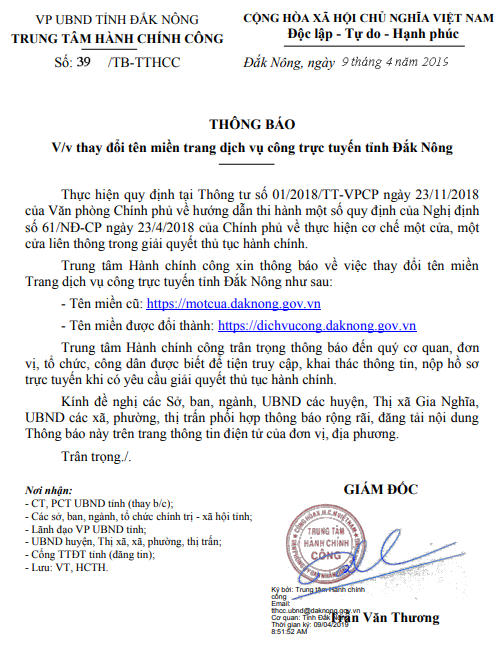 VP UBND TỈNH ĐẮK NÔNG
TRUNG TÂM HÀNH CHÍNH CÔNG
Số: 39 /TB-TTHCC
CỘNG HÒA XÃ HỘI CHỦ NGHĨA VIỆT NAM
Độc lập - Tự do - Hạnh phúc
Đắk Nông, ngày 9 tháng 4 năm 2019
THÔNG BÁO
V/v thay đổi tên miền trang dịch vụ công trực tuyến tỉnh Đắk Nông
Thực hiện quy định tại Thông tư số 01/2018/TT-VPCP ngày 23/11/2018
của Văn phòng Chính phủ về hướng dẫn thi hành một số quy định của Nghị định
số 61/NĐ-CP ngày 23/4/2018 của Chính phủ về thực hiện cơ chế một cửa, một
cửa liên thông trong giải quyết thủ tục hành chính.
Trung tâm Hành chính công xin thông báo về việc thay đổi tên miền
Trang dịch vụ công trực tuyến tỉnh Đắk Nông như sau:
- Tên miền cũ: https://motcua.daknong.gov.vn
- Tên miền được đổi thành: https://dichvucong.daknong.gov.vn
Trung tâm Hành chính công trân trọng thông báo đến quý cơ quan, đơn
vị, tổ chức, công dân được biết để tiện truy cập, khai thác thông tin, nộp hồ sơ
trực tuyến khi có yêu cầu giải quyết thủ tục hành chính.
Kính đề nghị các Sở, ban, ngành, UBND các huyện, Thị xã Gia Nghĩa,
UBND các xã, phường, thị trấn phối hợp thông báo rộng rãi, đăng tải nội dung
Thông báo này trên trang thông tin điện tử của đơn vị, địa phương.
Trân trọng./.
Nơi nhận:
- CT, PCT UBND tỉnh (thay b/c);
- Các sở, ban, ngành, tổ chức chính trị - xã hội tỉnh;
- Lãnh đạo VP UBND tỉnh;
- UBND huyện, Thị xã, xã, phường, thị trấn;
- Cổng TTĐT tỉnh (đăng tin);
- Lưu: VT, HCTH.
GIÁM ĐỐC
TRUNG TÂM
HÀNH CHÍNH
CÔNG
Ký bởi: Trung tâm Hành chính
công
Email:
tthcc.ubnd@daknong.gov.vn
Cơ quan: Tỉnh Đắk Nông
Thời gian ký: 09/04/2019
8:51:52 AM
Trần Văn Thương